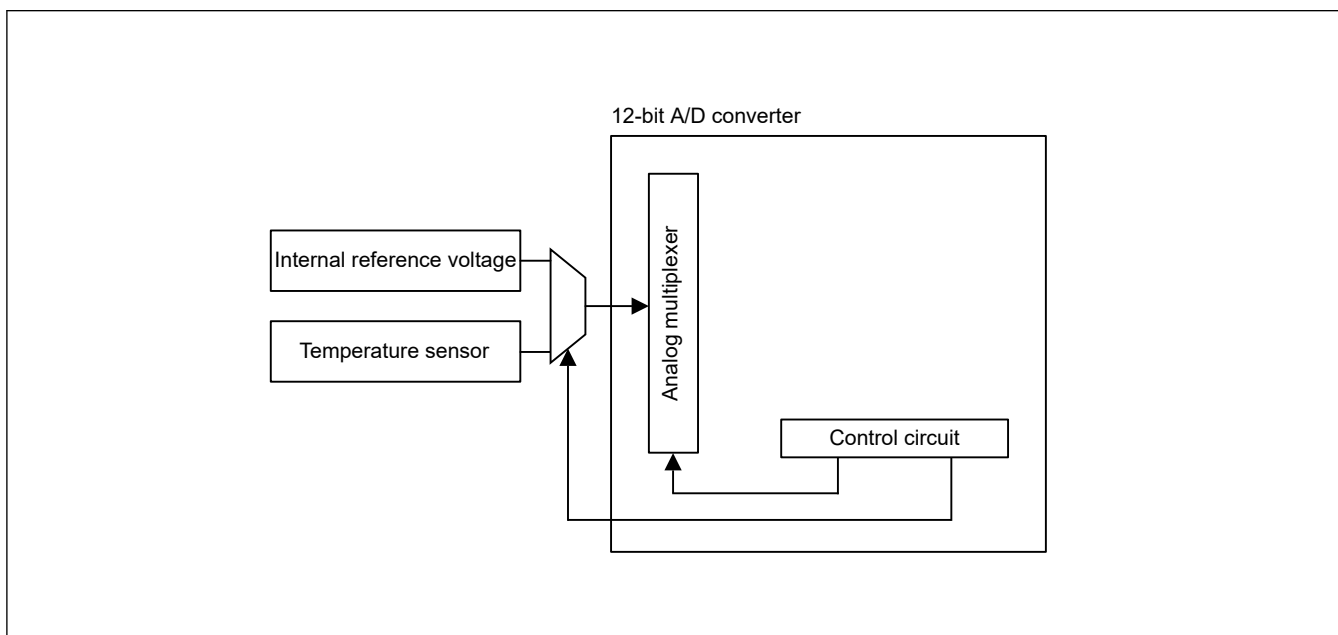 12-bit A/D converter
Internal reference voltage
Temperature sensor
Analog multiplexer
Control circuit